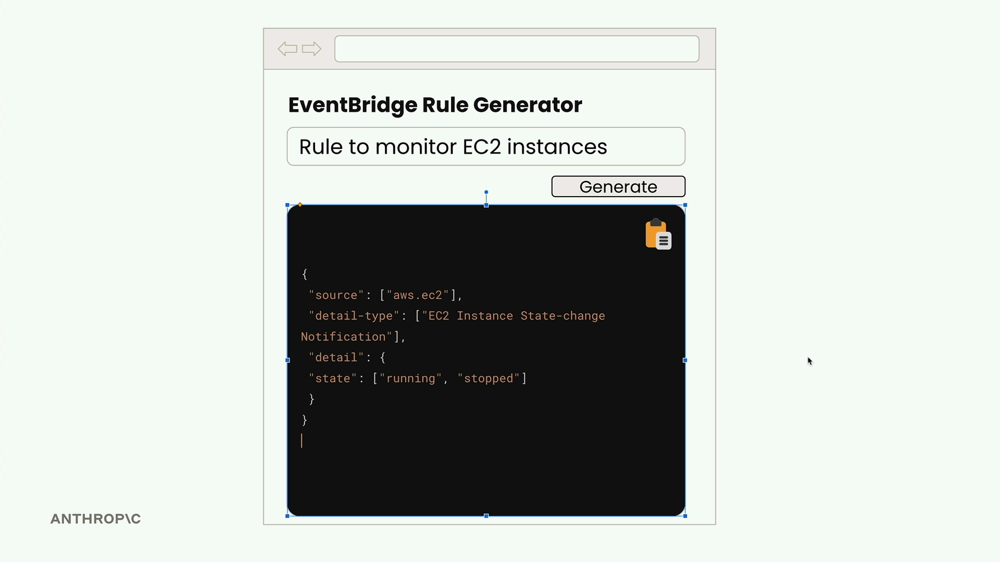 EventBridge Rule Generator
Rule to monitor EC2 instances
Generate
{
"source": ["aws.ec2"],
"detail-type": ["EC2 Instance State-change
Notification"],
"detail": {
"state": ["running", "stopped"]
}
}
ANTHROP\C